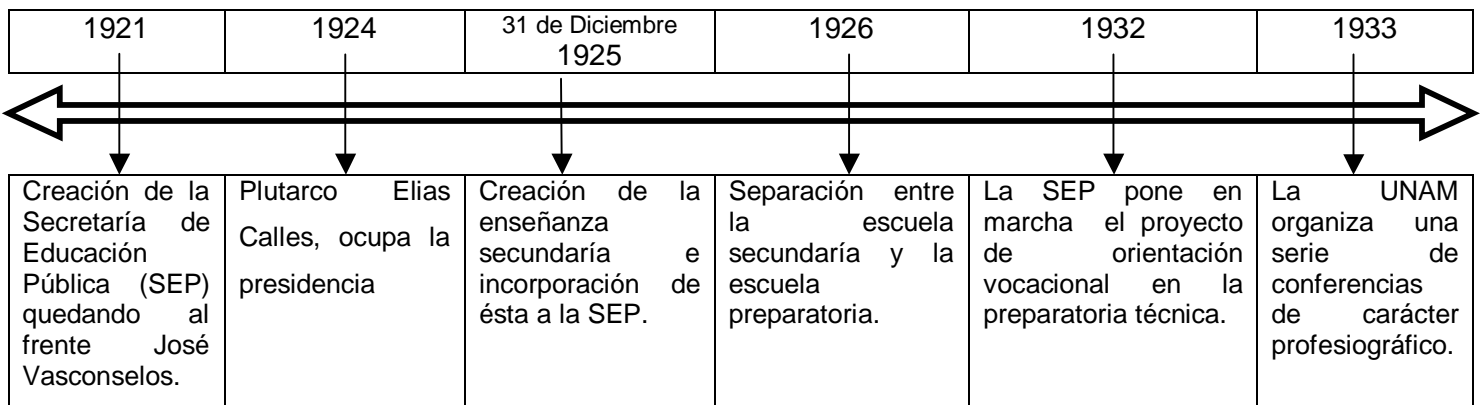 1921
1924
31 de Diciembre
1925
1926
1932
1933
Creación de la
Secretaría de
Educación
Pública (SEP)
quedando al
frente José
Vasconselos.
Plutarco Elias
Calles, ocupa la
presidencia
Creación de la
enseñanza
secundaría e
incorporación de
ésta a la SEP.
Separación entre
la escuela
secundaría y la
escuela
preparatoria.
La SEP pone en
marcha el proyecto
de orientación
vocacional en la
preparatoria técnica.
La UNAM
organiza una
serie de
conferencias
de carácter
profesiográfico.